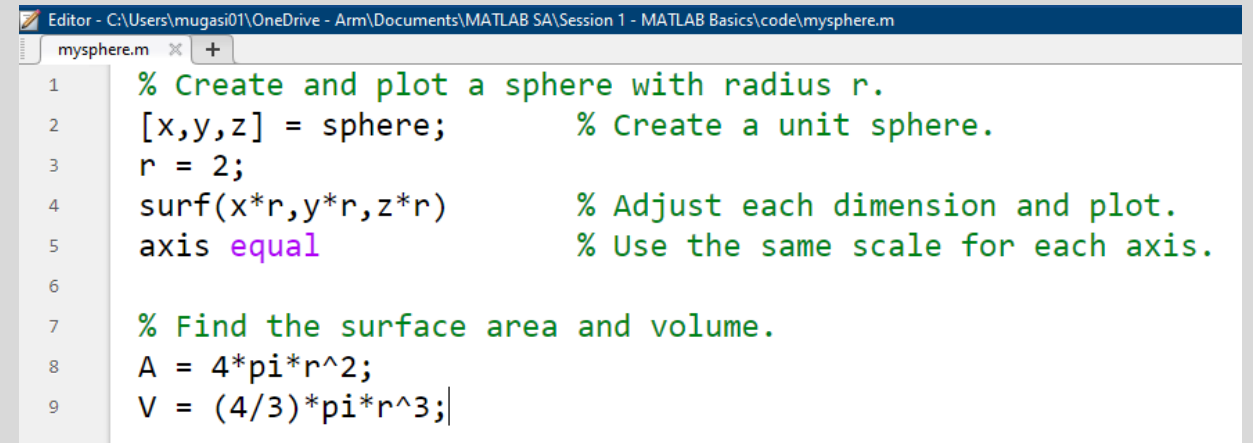 Editor - C:\Users\mugasi01\OneDrive - Arm\Documents\MATLAB SA\Session 1 - MATLAB Basics\code\mysphere.m
mysphere.m × +
1 % Create and plot a sphere with radius r.
2 [x,y,z] = sphere; % Create a unit sphere.
3 r = 2;
4 surf(x*r,y*r,z*r) % Adjust each dimension and plot.
5 axis equal % Use the same scale for each axis.
6
7 % Find the surface area and volume.
8 A = 4*pi*r^2;
9 V = (4/3)*pi*r^3;